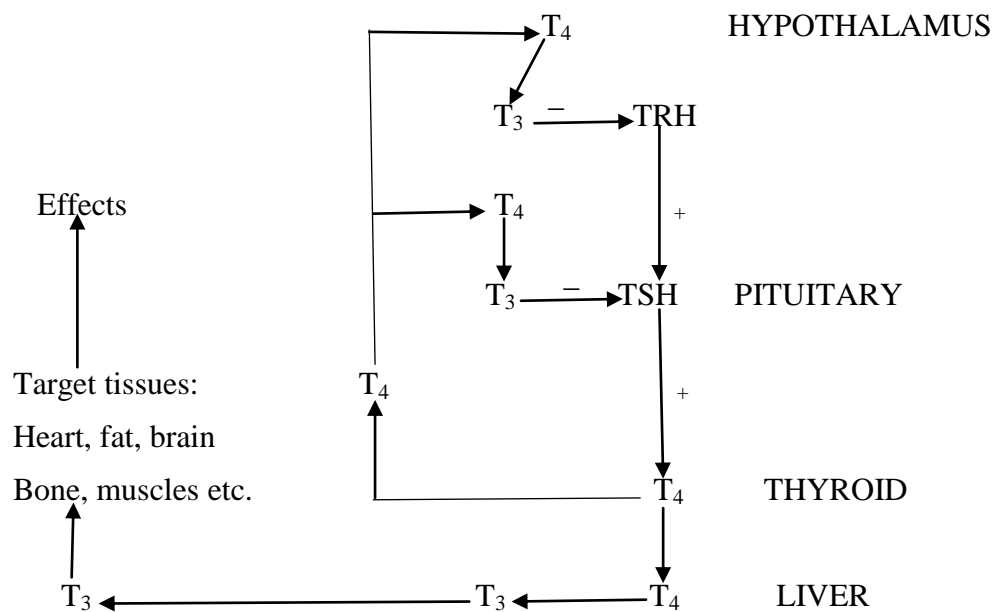 T₄ HYPOTHALAMUS
T₃ – TRH
Effects T₄ +
T₃ – TSH PITUITARY
Target tissues: T₄ +
Heart, fat, brain
Bone, muscles etc. T₄ THYROID
T₃ T₃ T₄ LIVER